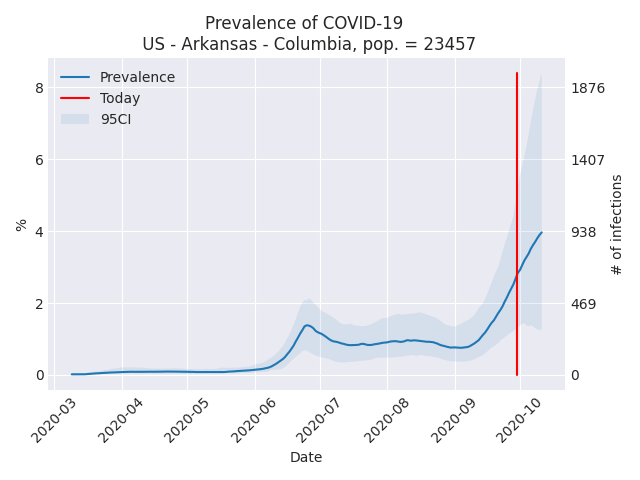 Prevalence of COVID-19
US - Arkansas - Columbia, pop. = 23457
Prevalence
Today
95CI
8
6
4
2
0
%
1876
1407
938
469
0
# of infections
2020-03
2020-04
2020-05
2020-06
2020-07
2020-08
2020-09
2020-10
Date